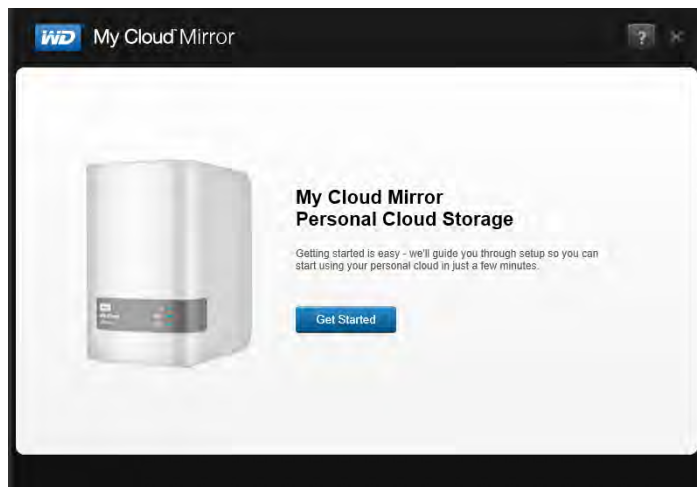 WD My Cloud Mirror
?
My Cloud Mirror
Personal Cloud Storage
Getting started is easy - we'll guide you through setup so you can
start using your personal cloud in just a few minutes.
Get Started